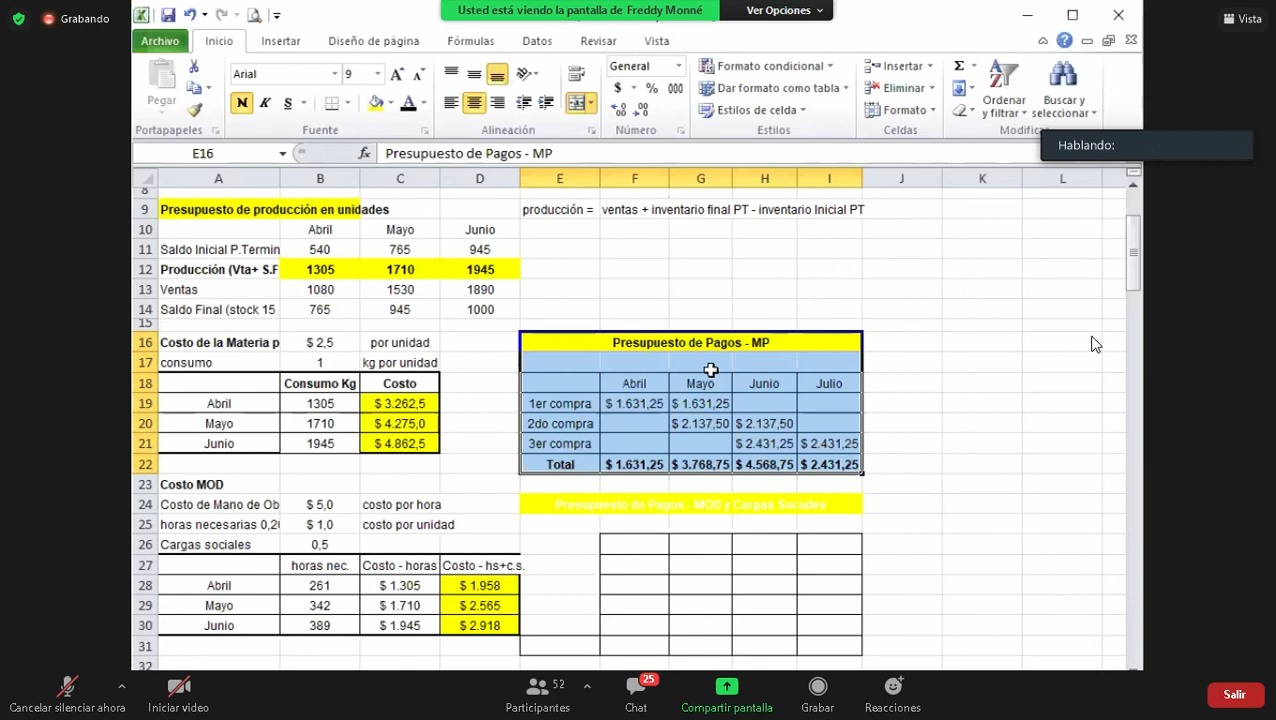 Grabando
Usted está viendo la pantalla de Freddy Monné
Ver Opciones
Vista
Archivo Inicio Insertar Diseño de página Fórmulas Datos Revisar Vista
Pegar
Arial 9
N K S
General
$ % 000
Formato condicional
Dar formato como tabla
Estilos de celda
Insertar
Eliminar
Formato
Ordenar y filtrar
Buscar y seleccionar
Portapapeles Fuente Alineación Número Estilos Celdas Modificar
Hablando:
E16 fx Presupuesto de Pagos - MP
A B C D E F G H I J K L
8
9 Presupuesto de producción en unidades producción = ventas + inventario final PT - inventario Inicial PT
10 Abril Mayo Junio
11 Saldo Inicial P.Termin 540 765 945
12 Producción (Vta+ S.F 1305 1710 1945
13 Ventas 1080 1530 1890
14 Saldo Final (stock 15 765 945 1000
15
16 Costo de la Materia p $ 2,5 por unidad Presupuesto de Pagos - MP
17 consumo 1 kg por unidad
18 Consumo Kg Costo Abril Mayo Junio Julio
19 Abril 1305 $ 3.262,5 1er compra $ 1.631,25 $ 1.631,25
20 Mayo 1710 $ 4.275,0 2do compra $ 2.137,50 $ 2.137,50
21 Junio 1945 $ 4.862,5 3er compra $ 2.431,25 $ 2.431,25
22 Total $ 1.631,25 $ 3.768,75 $ 4.568,75 $ 2.431,25
23 Costo MOD
24 Costo de Mano de Ob $ 5,0 costo por hora Presupuesto de Pagos - MOD y Cargas Sociales
25 horas necesarias 0,20 $ 1,0 costo por unidad
26 Cargas sociales 0,5
27 horas nec. Costo - horas Costo - hs+c.s.
28 Abril 261 $ 1.305 $ 1.958
29 Mayo 342 $ 1.710 $ 2.565
30 Junio 389 $ 1.945 $ 2.918
31
32
Cancelar silenciar ahora
Iniciar video
52
Participantes
25
Chat
Compartir pantalla
Grabar
Reacciones
Salir